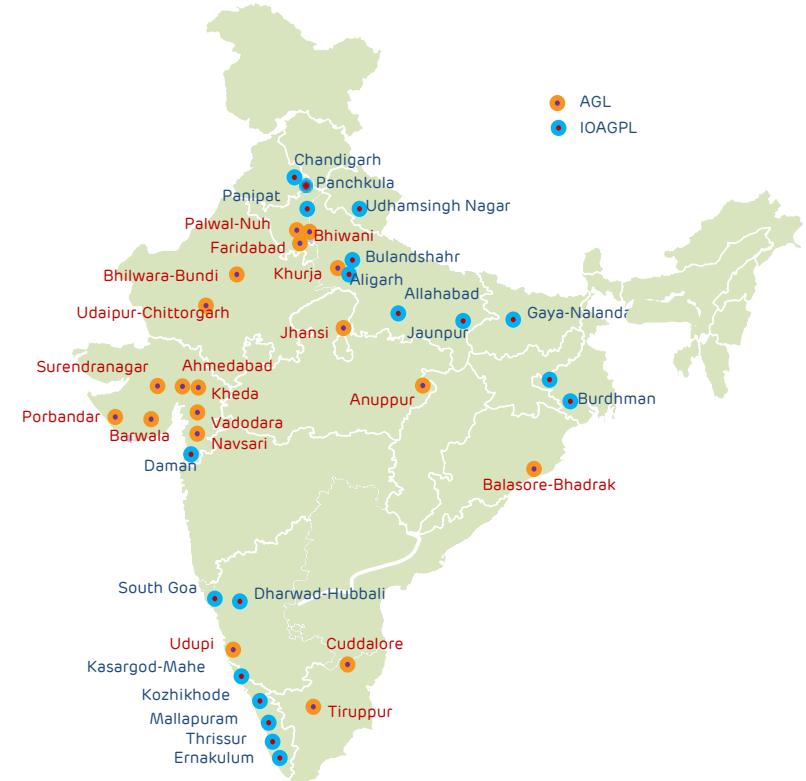 AGL
IOAGPL
Chandigarh
Panchkula
Panipat
Udhamsingh Nagar
Palwal-Nuh
Bhiwani
Faridabad
Bulandshahr
Khurja
Aligarh
Bhilwara-Bundi
Allahabad
Udaipur-Chittorgarh
Gaya-Nalanda
Jhansi
Jaunpur
Surendranagar
Ahmedabad
Kheda
Anuppur
Burdhman
Porbandar
Vadodara
Barwala
Navsari
Daman
Balasore-Bhadrak
South Goa
Dharwad-Hubbali
Udupi
Cuddalore
Kasargod-Mahe
Kozhikhode
Tiruppur
Mallapuram
Thrissur
Ernakulum